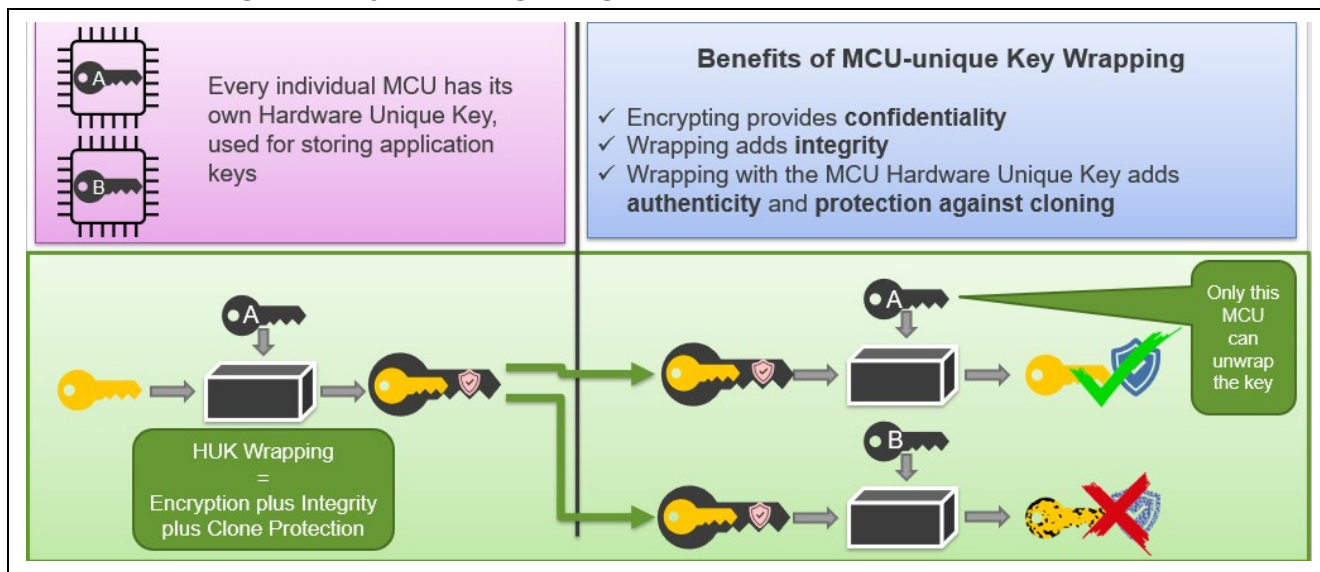 A
B
Every individual MCU has its
own Hardware Unique Key,
used for storing application
keys
Benefits of MCU-unique Key Wrapping
✓ Encrypting provides confidentiality
✓ Wrapping adds integrity
✓ Wrapping with the MCU Hardware Unique Key adds
authenticity and protection against cloning
A
HUK Wrapping
=
Encryption plus Integrity
plus Clone Protection
A
Only this
MCU
can
unwrap
the key
B